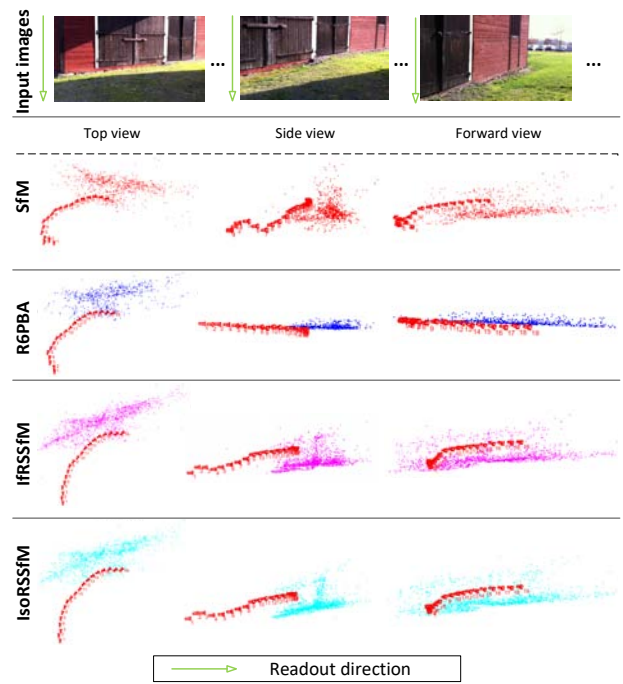 Input images
... ... ...
Top view Side view Forward view
SfM
R6PBA
IfRSSfM
IsoRSSfM
Readout direction